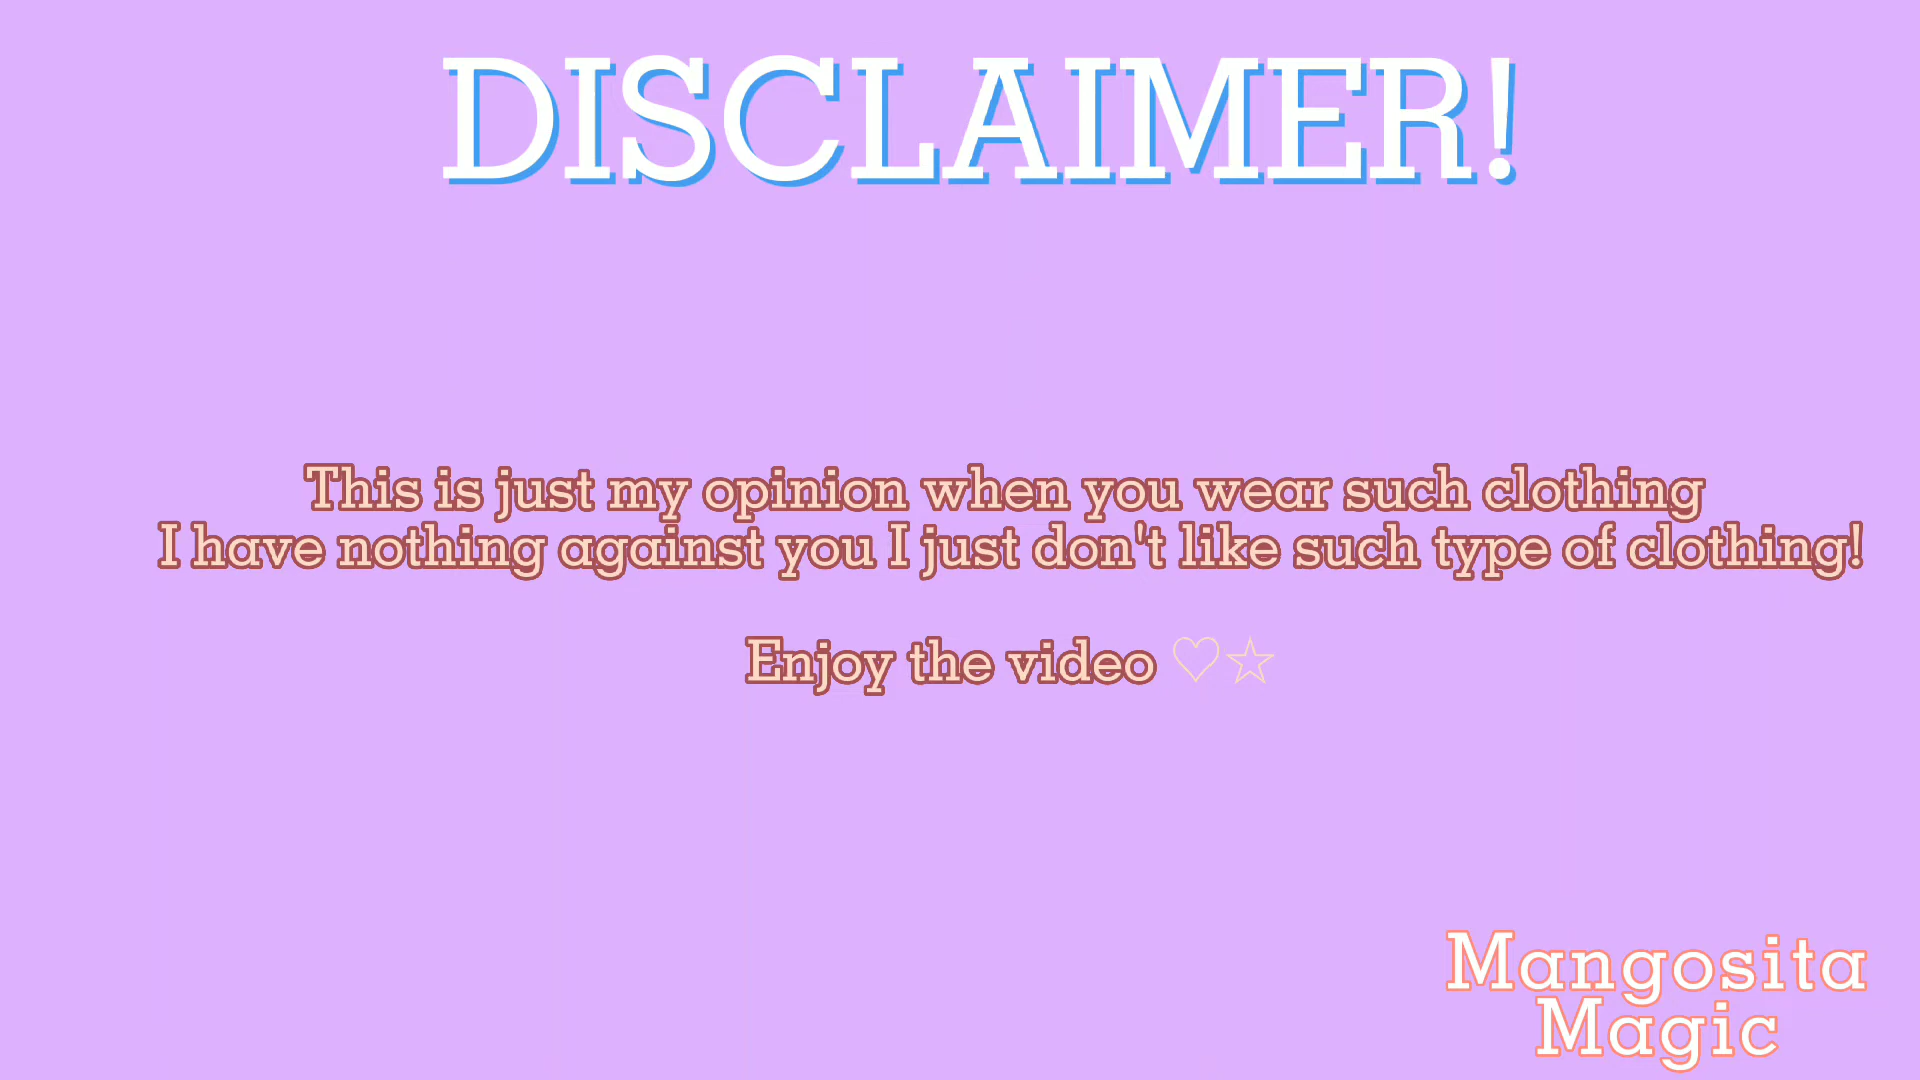 DISCLAIMER!
This is just my opinion when you wear such clothing
I have nothing against you I just don't like such type of clothing!
Enjoy the video ♡☆
Mangosita
Magic